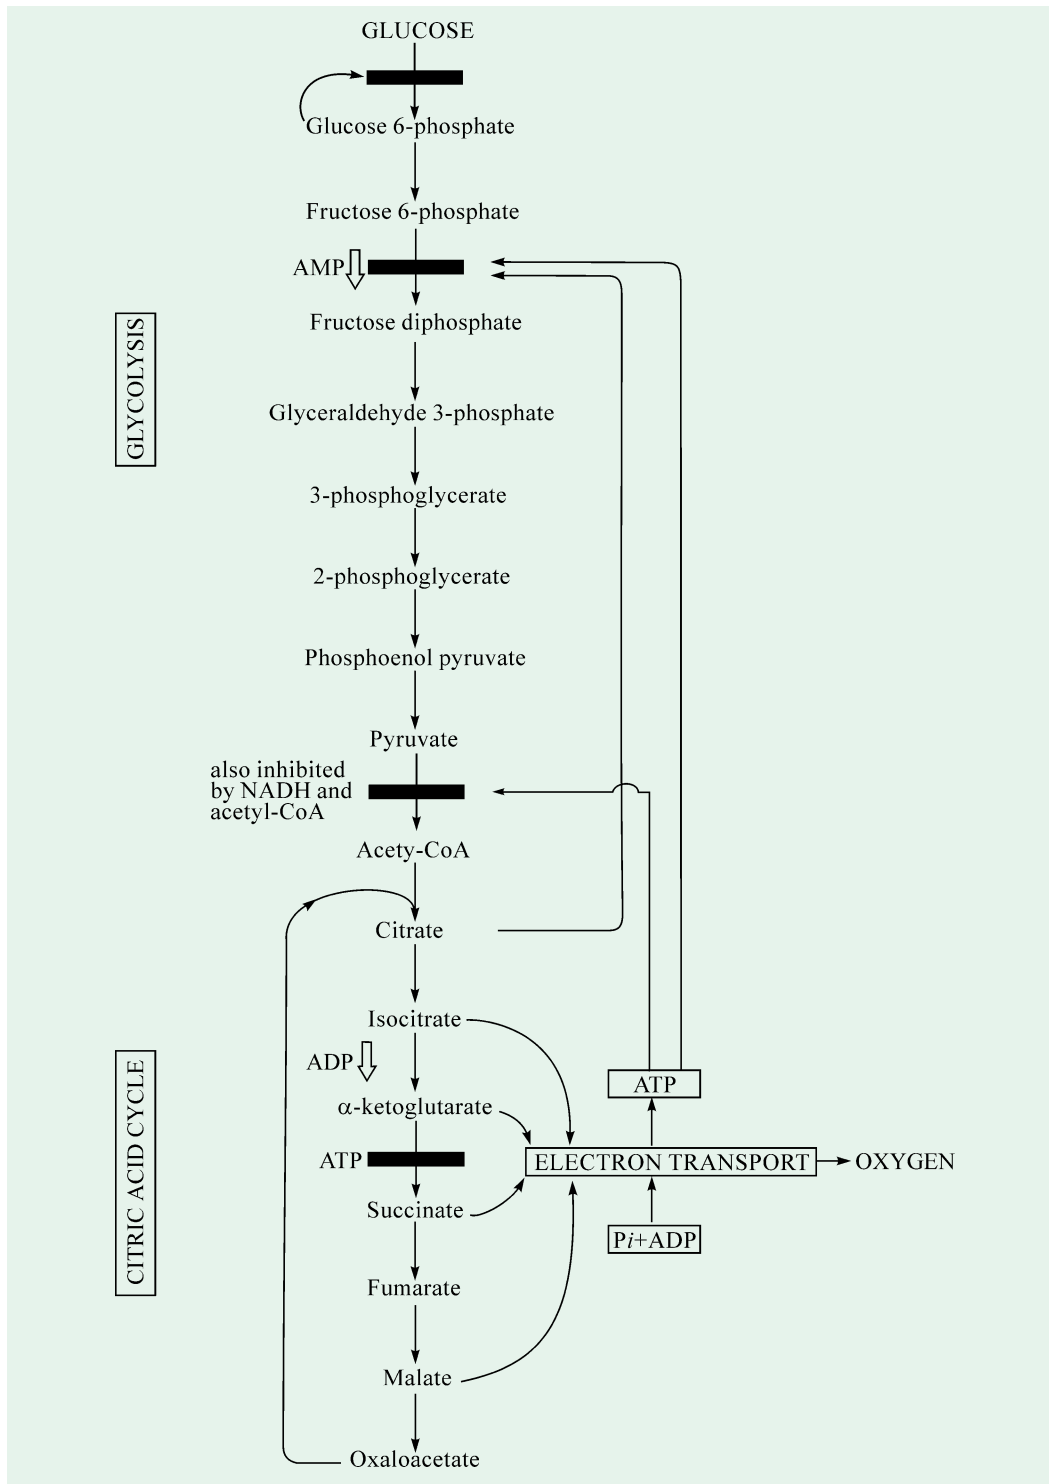 GLUCOSE
Glucose 6-phosphate
Fructose 6-phosphate
AMP
Fructose diphosphate
GLYCOLYSIS
Glyceraldehyde 3-phosphate
3-phosphoglycerate
2-phosphoglycerate
Phosphoenol pyruvate
Pyruvate
also inhibited
by NADH and
acetyl-CoA
Acety-CoA
Citrate
Isocitrate
ADP
ATP
CITRIC ACID CYCLE
α-ketoglutarate
ATP
ELECTRON TRANSPORT
OXYGEN
Succinate
Pi+ADP
Fumarate
Malate
Oxaloacetate